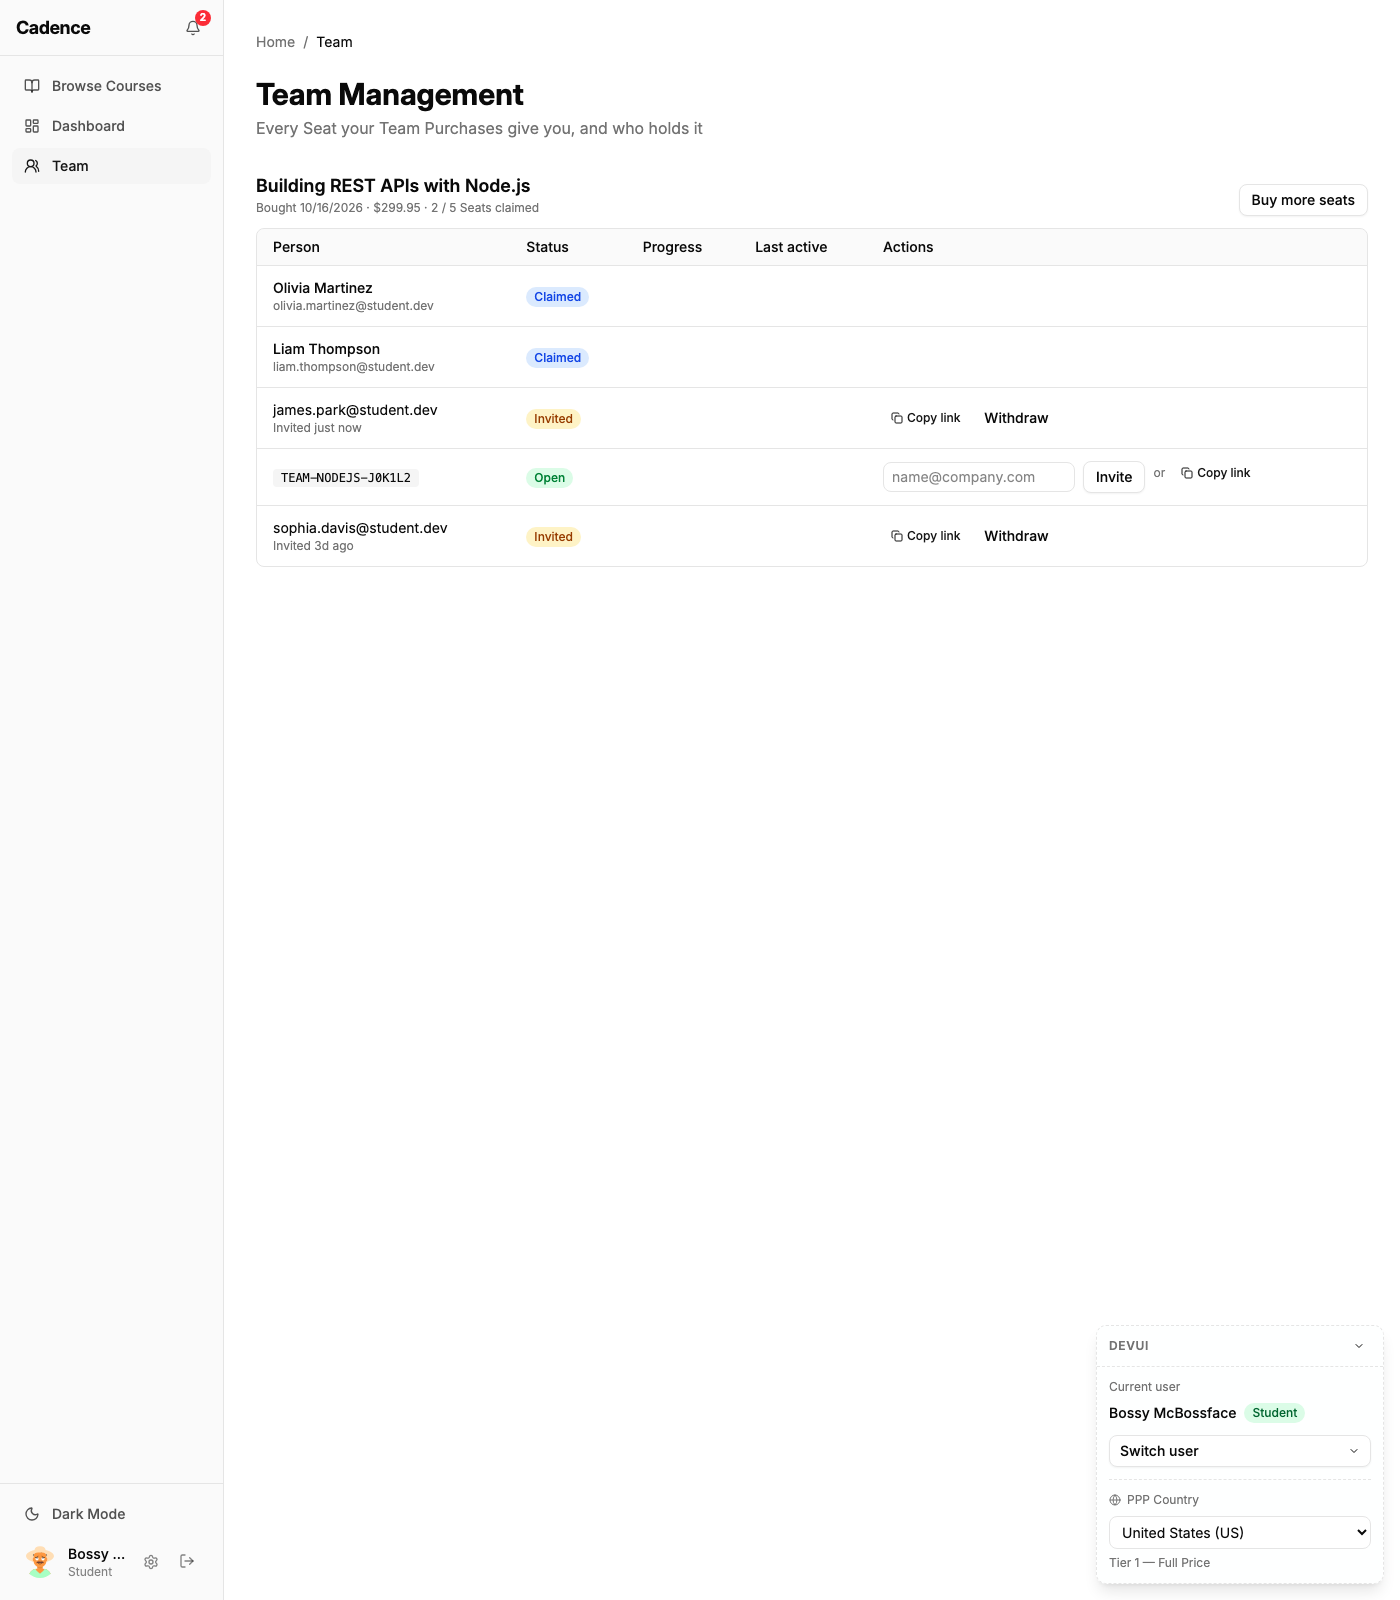 Cadence
2
Browse Courses
Dashboard
Team
Home / Team
Team Management
Every Seat your Team Purchases give you, and who holds it
Building REST APIs with Node.js
Bought 10/16/2026 · $299.95 · 2 / 5 Seats claimed
Buy more seats
Person Status Progress Last active Actions
Olivia Martinez
olivia.martinez@student.dev
Claimed
Liam Thompson
liam.thompson@student.dev
Claimed
james.park@student.dev
Invited just now
Invited
Copy link Withdraw
TEAM-NODEJS-J0K1L2
Open
name@company.com Invite or Copy link
sophia.davis@student.dev
Invited 3d ago
Invited
Copy link Withdraw
DEVUI
Current user
Bossy McBossface Student
Switch user
PPP Country
United States (US)
Tier 1 — Full Price
Dark Mode
Bossy ...
Student